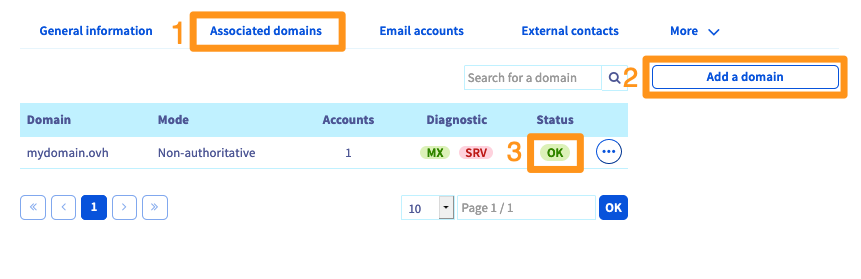 1
General information Associated domains Email accounts External contacts More
Search for a domain 2 Add a domain
Domain Mode Accounts Diagnostic Status
mydomain.ovh Non-authoritative 1 MX SRV 3 OK ...
« < 1 > » 10 Page 1 / 1 OK